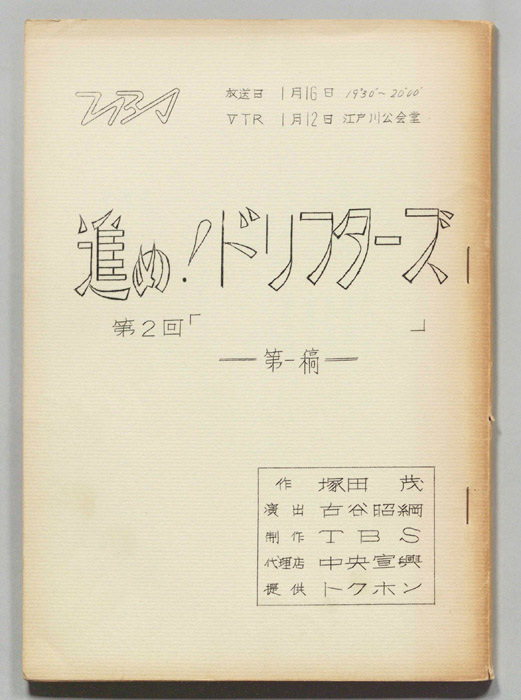 TBS 放送日 1月16日 19°30'~20°00'
VTR 1月12日 江戸川公会堂
進め!ドリフターズ
第2回「 」
—第一稿—
作 塚田 茂
演出 古谷昭綱
制作 TBS
代理店 中央宣興
提供 トクホン